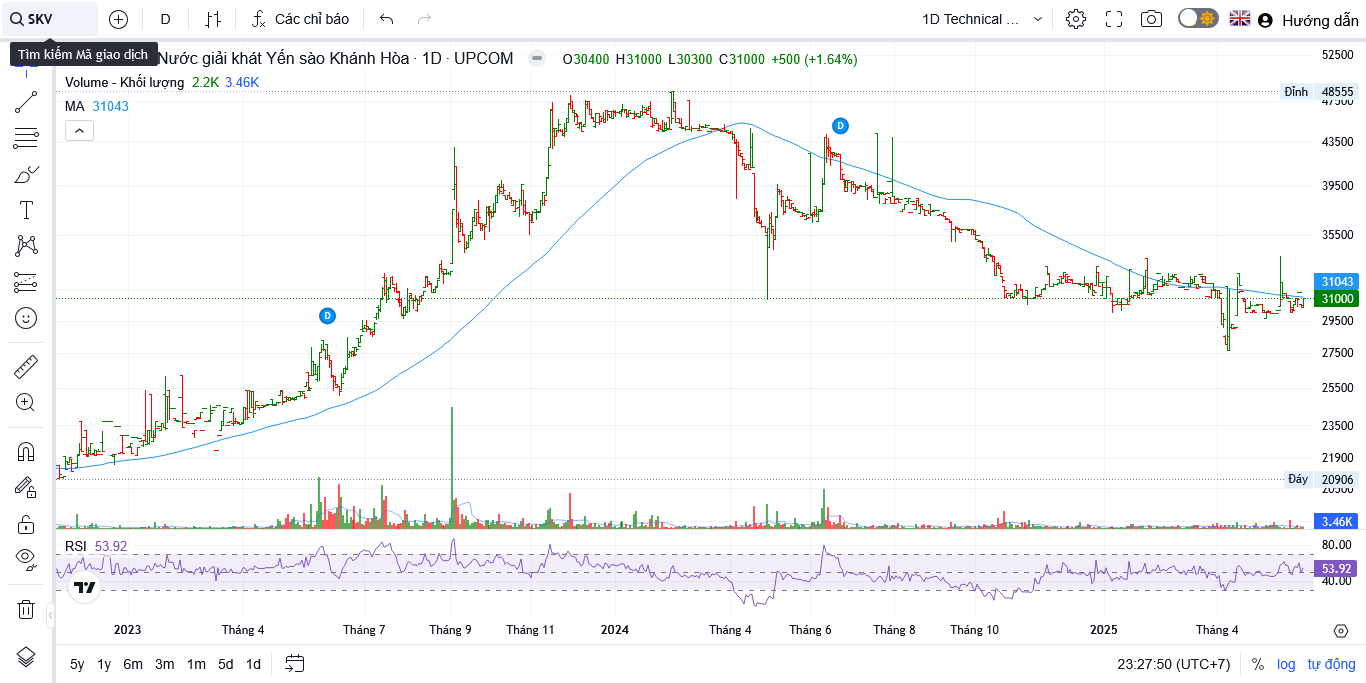 SKV
D
Các chỉ báo
1D Technical ...
Hướng dẫn
Tìm kiếm Mã giao dịch
Nước giải khát Yến sào Khánh Hòa · 1D · UPCOM
O30400 H31000 L30300 C31000 +500 (+1.64%)
Volume - Khối lượng 2.2K 3.46K
MA 31043
52500
Đỉnh 48555
47500
43500
39500
35500
31043
31000
29500
27500
25500
23500
21900
Đáy 20906
20500
3.46K
D
D
RSI 53.92
80.00
53.92
40.00
2023 Tháng 4 Tháng 7 Tháng 9 Tháng 11 2024 Tháng 4 Tháng 6 Tháng 8 Tháng 10 2025 Tháng 4
5y 1y 6m 3m 1m 5d 1d
23:27:50 (UTC+7) % log tự động